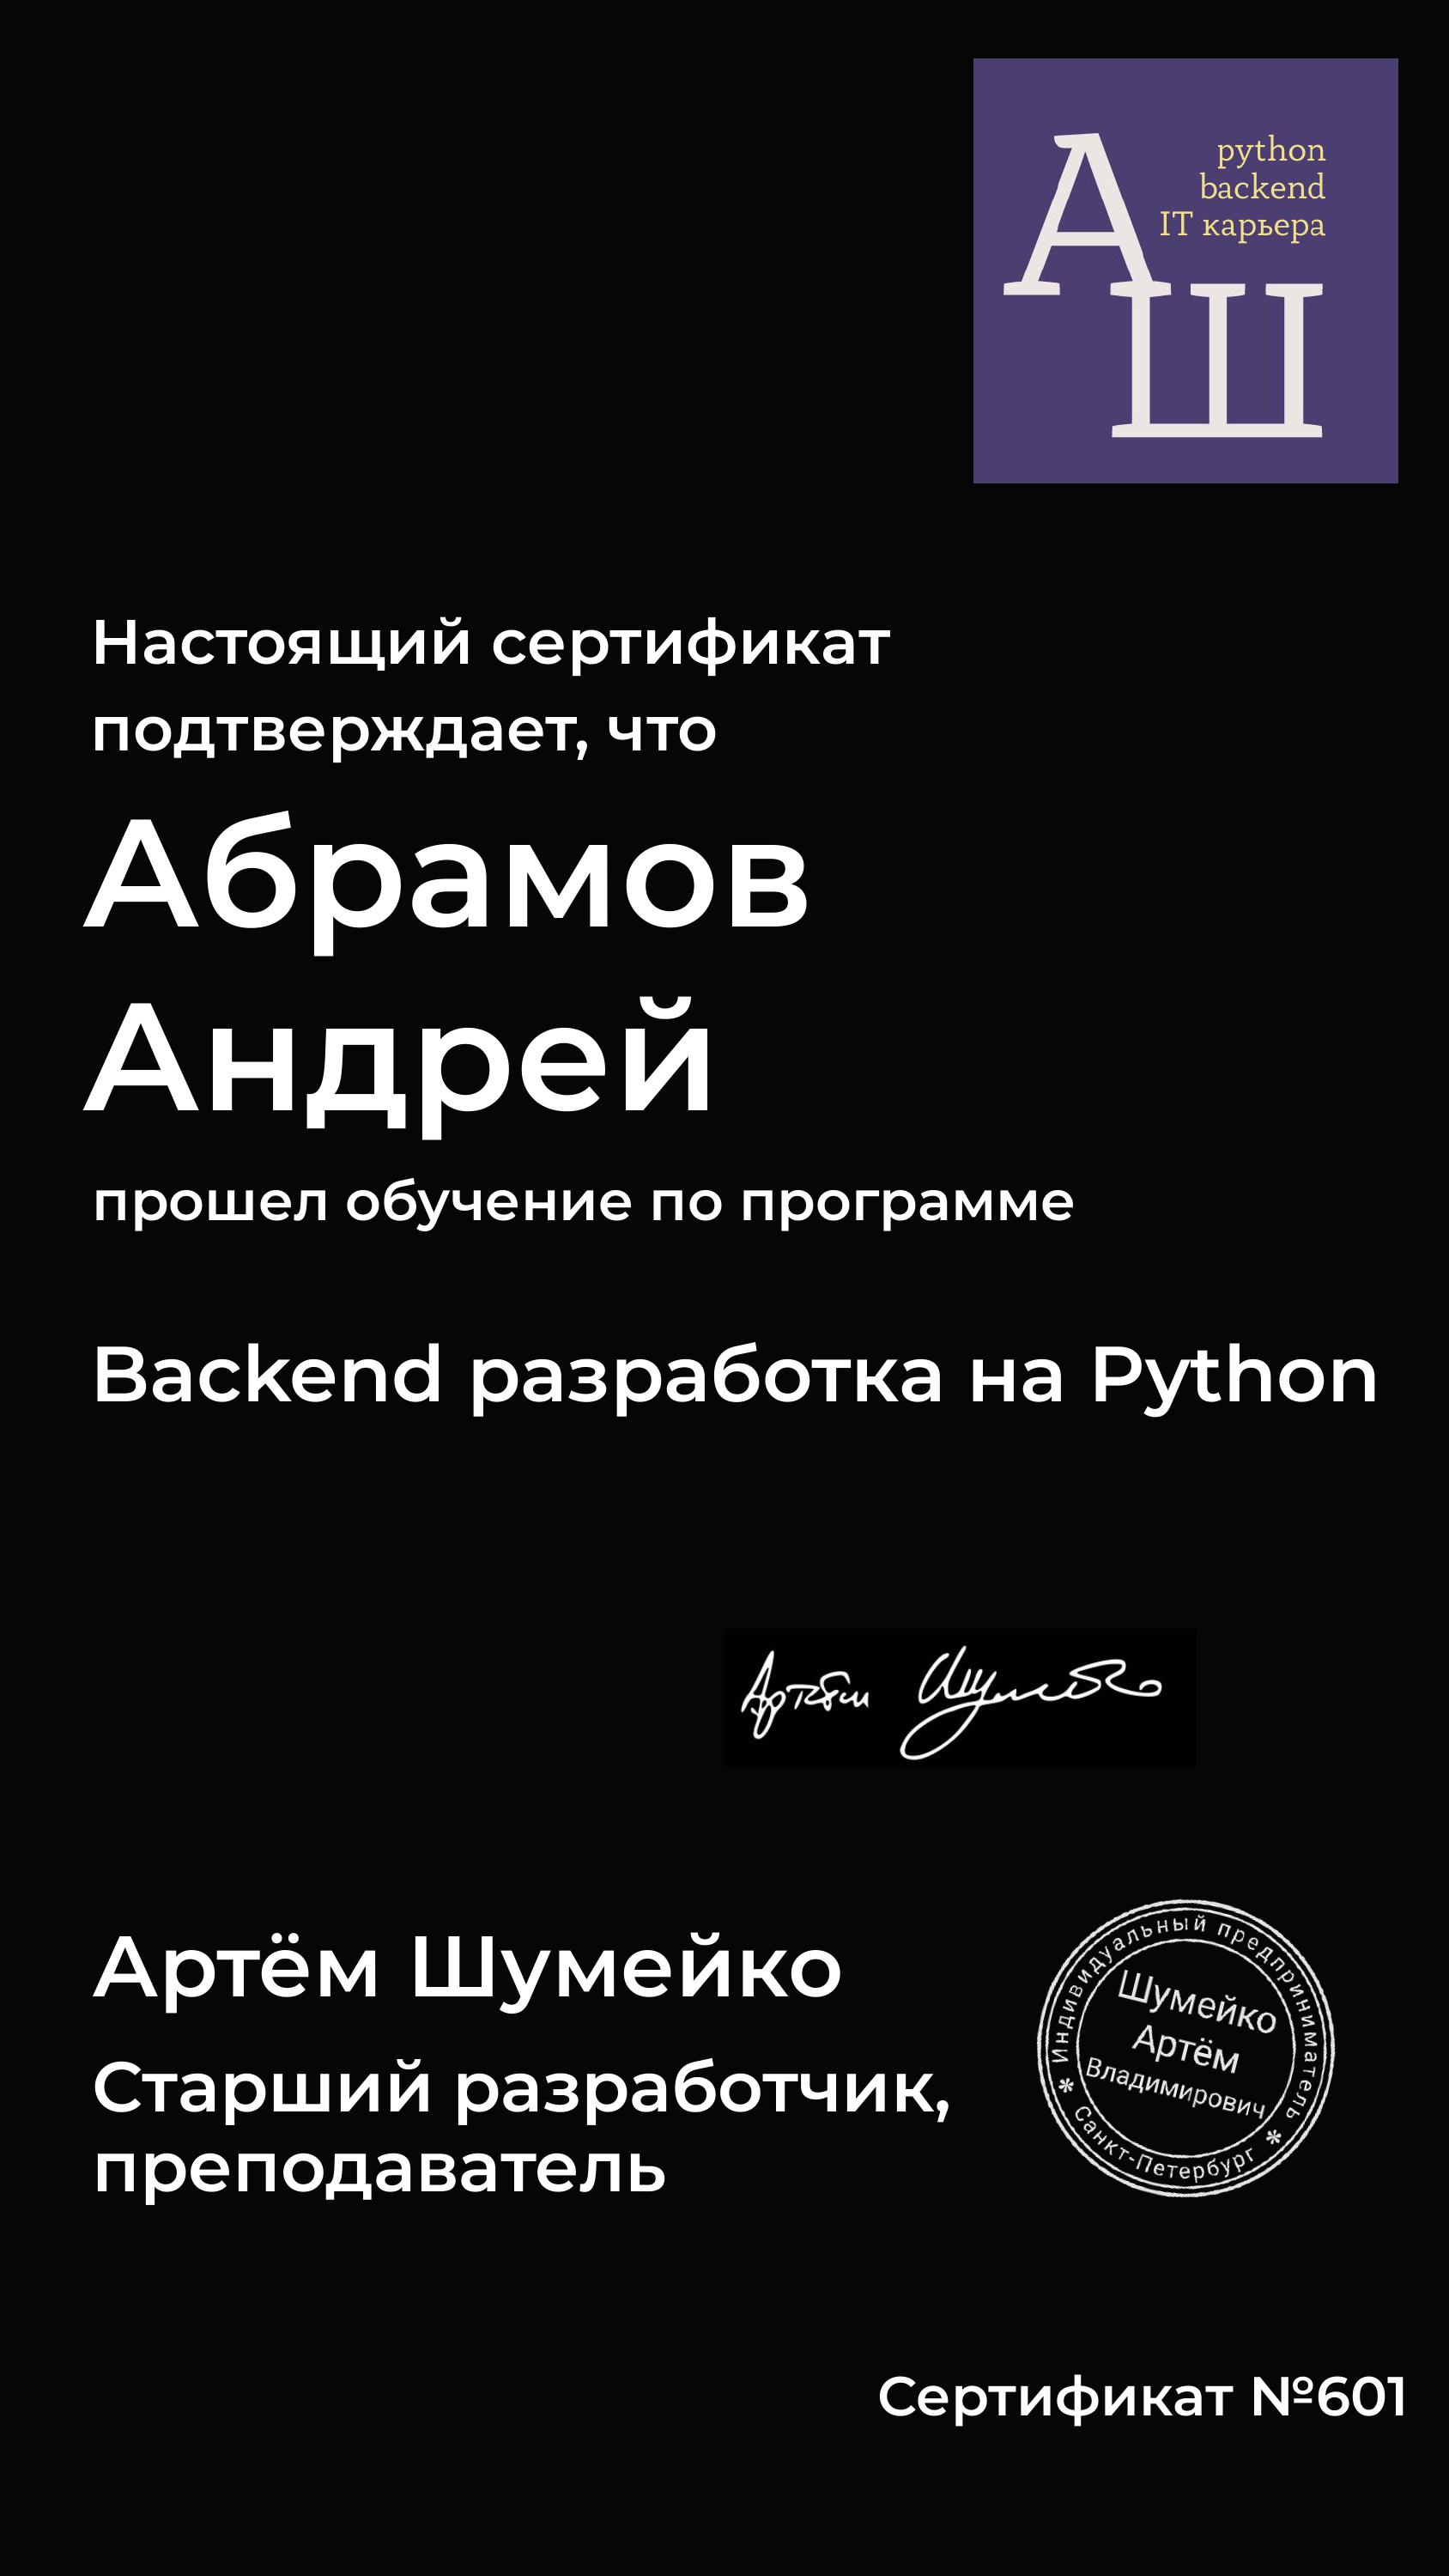 python
backend
IT карьера
АШ
Настоящий сертификат
подтверждает, что
Абрамов
Андрей
прошел обучение по программе
Backend разработка на Python
Артём Шумейко
Артём Шумейко
Старший разработчик,
преподаватель
Индивидуальный предприниматель
Шумейко
Артём
Владимирович
* Санкт-Петербург *
Сертификат №601